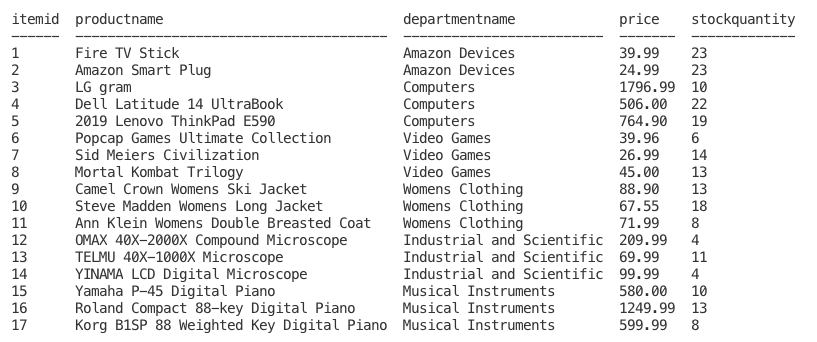 itemid  productname                              departmentname             price    stockquantity
------  ---------------------------------------  -------------------------  -------  -------------
1       Fire TV Stick                            Amazon Devices             39.99    23
2       Amazon Smart Plug                        Amazon Devices             24.99    23
3       LG gram                                  Computers                  1796.99  10
4       Dell Latitude 14 UltraBook               Computers                  506.00   22
5       2019 Lenovo ThinkPad E590                Computers                  764.90   19
6       Popcap Games Ultimate Collection         Video Games                39.96    6
7       Sid Meiers Civilization                  Video Games                26.99    14
8       Mortal Kombat Trilogy                    Video Games                45.00    13
9       Camel Crown Womens Ski Jacket            Womens Clothing            88.90    13
10      Steve Madden Womens Long Jacket          Womens Clothing            67.55    18
11      Ann Klein Womens Double Breasted Coat    Womens Clothing            71.99    8
12      OMAX 40X-2000X Compound Microscope       Industrial and Scientific  209.99   4
13      TELMU 40X-1000X Microscope               Industrial and Scientific  69.99    11
14      YINAMA LCD Digital Microscope            Industrial and Scientific  99.99    4
15      Yamaha P-45 Digital Piano                Musical Instruments        580.00   10
16      Roland Compact 88-key Digital Piano      Musical Instruments        1249.99  13
17      Korg B1SP 88 Weighted Key Digital Piano  Musical Instruments        599.99   8